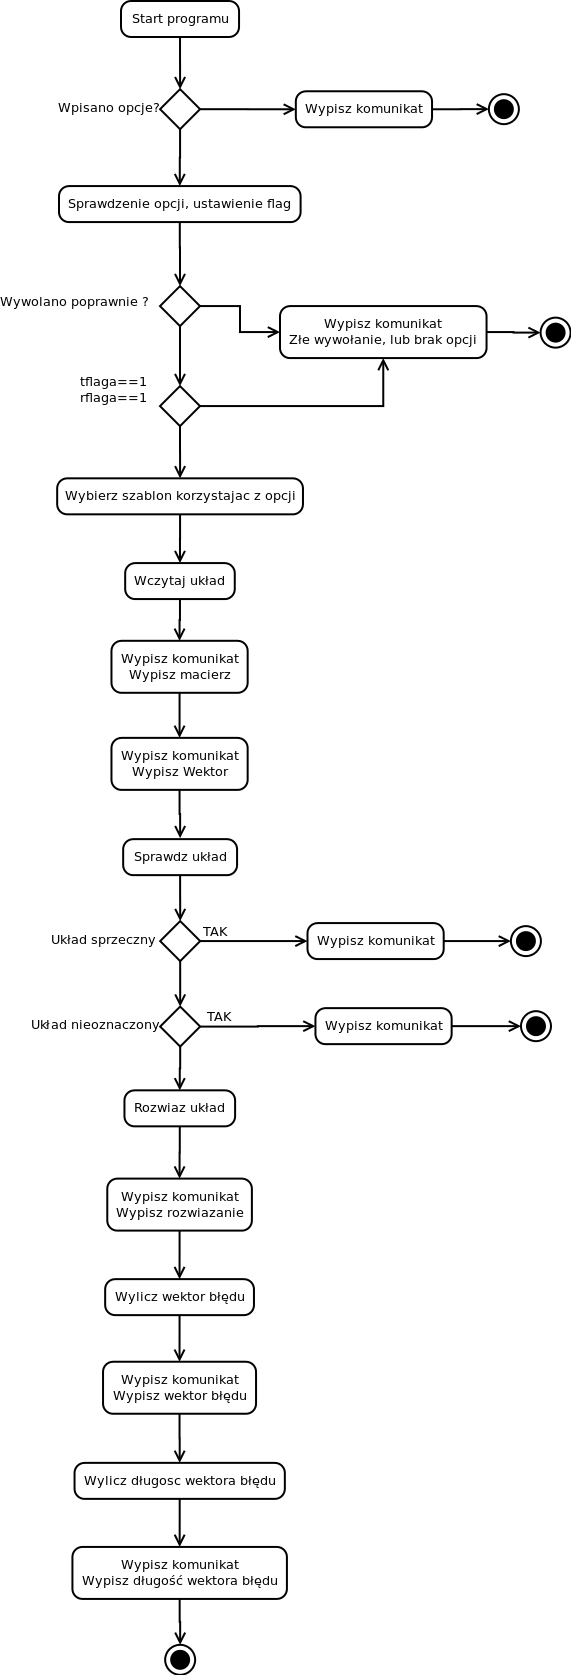 Start programu
Wpisano opcje?
Wypisz komunikat
Sprawdzenie opcji, ustawienie flag
Wywolano poprawnie ?
Wypisz komunikat
Złe wywołanie, lub brak opcji
tflaga==1
rflaga==1
Wybierz szablon korzystajac z opcji
Wczytaj układ
Wypisz komunikat
Wypisz macierz
Wypisz komunikat
Wypisz Wektor
Sprawdz układ
Układ sprzeczny
TAK
Wypisz komunikat
Układ nieoznaczony
TAK
Wypisz komunikat
Rozwiaz układ
Wypisz komunikat
Wypisz rozwiazanie
Wylicz wektor błędu
Wypisz komunikat
Wypisz wektor błędu
Wylicz długosc wektora błędu
Wypisz komunikat
Wypisz długość wektora błędu